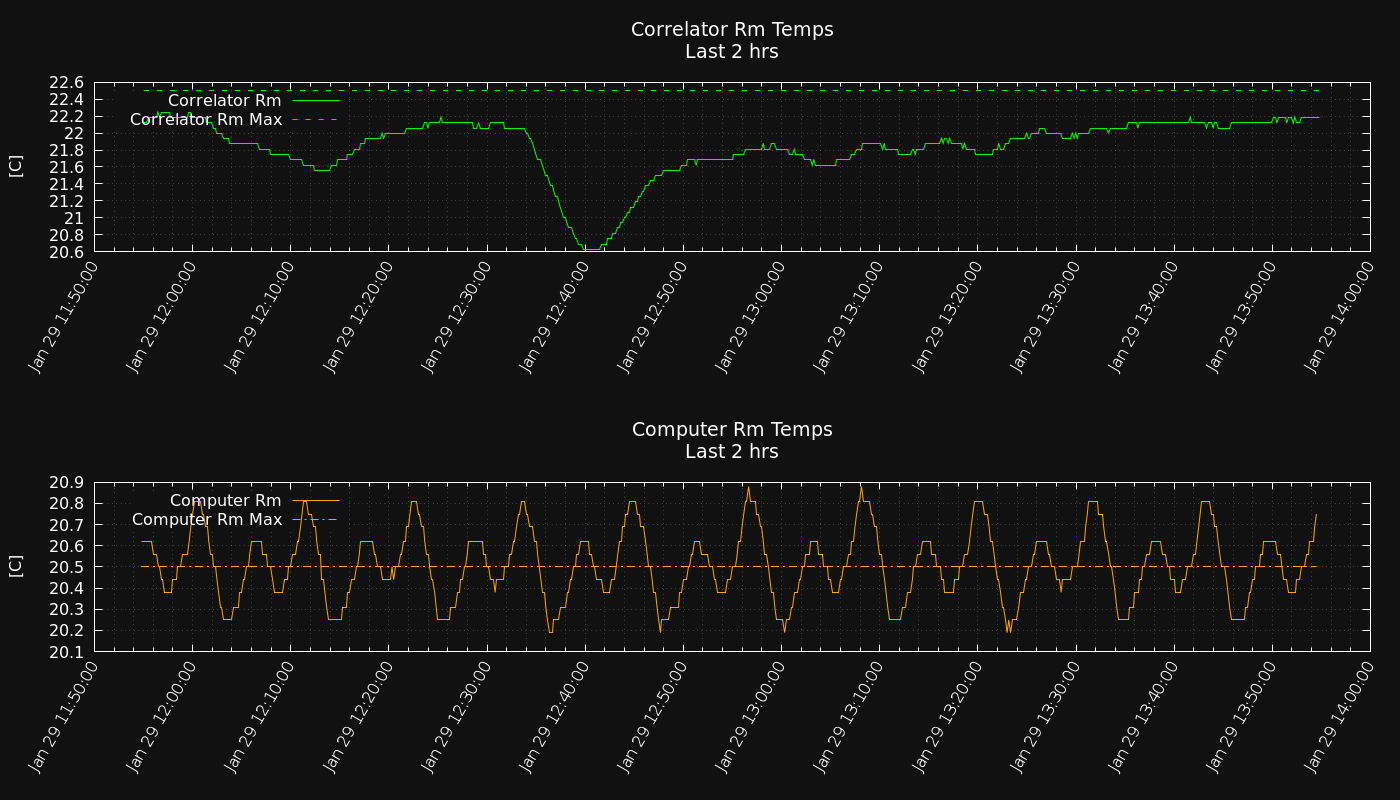 Correlator Rm Temps
Last 2 hrs
22.6
22.4
22.2
22
21.8
21.6
21.4
21.2
21
20.8
20.6
[C]
Correlator Rm
Correlator Rm Max
Jan 29 11:50:00
Jan 29 12:00:00
Jan 29 12:10:00
Jan 29 12:20:00
Jan 29 12:30:00
Jan 29 12:40:00
Jan 29 12:50:00
Jan 29 13:00:00
Jan 29 13:10:00
Jan 29 13:20:00
Jan 29 13:30:00
Jan 29 13:40:00
Jan 29 13:50:00
Jan 29 14:00:00
Computer Rm Temps
Last 2 hrs
20.9
20.8
20.7
20.6
20.5
20.4
20.3
20.2
20.1
[C]
Computer Rm
Computer Rm Max
Jan 29 11:50:00
Jan 29 12:00:00
Jan 29 12:10:00
Jan 29 12:20:00
Jan 29 12:30:00
Jan 29 12:40:00
Jan 29 12:50:00
Jan 29 13:00:00
Jan 29 13:10:00
Jan 29 13:20:00
Jan 29 13:30:00
Jan 29 13:40:00
Jan 29 13:50:00
Jan 29 14:00:00